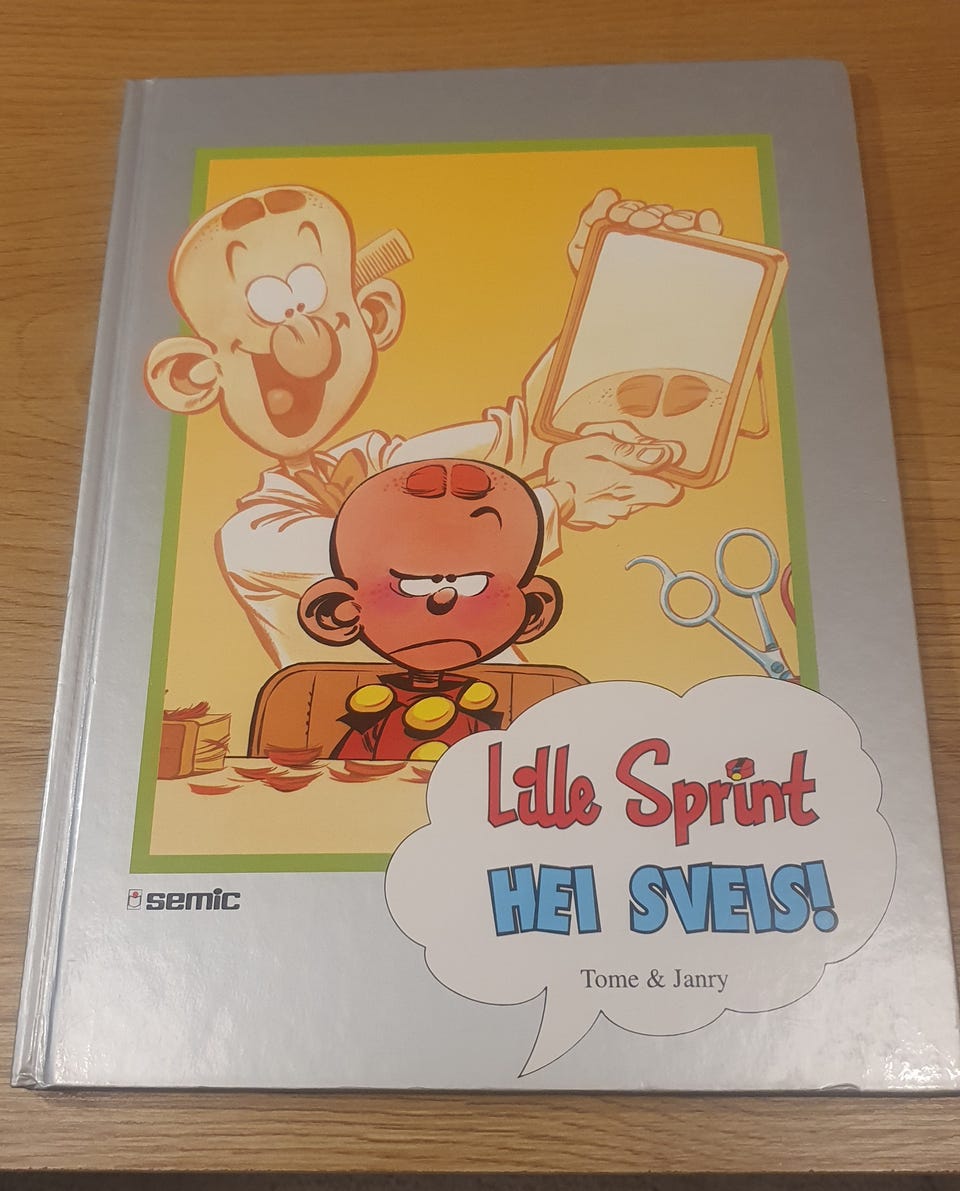 Lille Sprint
HEI SVEIS!
Tome & Janry
semic